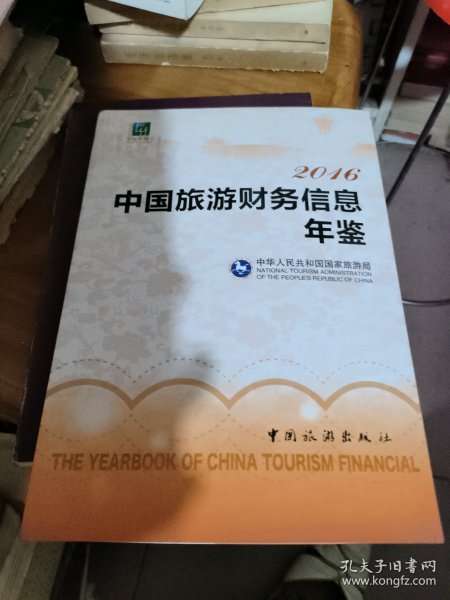 2016
中国旅游财务信息
年鉴
中华人民共和国国家旅游局
NATIONAL TOURISM ADMINISTRATION
OF THE PEOPLE'S REPUBLIC OF CHINA
中国旅游出版社
THE YEARBOOK OF CHINA TOURISM FINANCIAL
孔夫子旧书网
www.kongfz.com